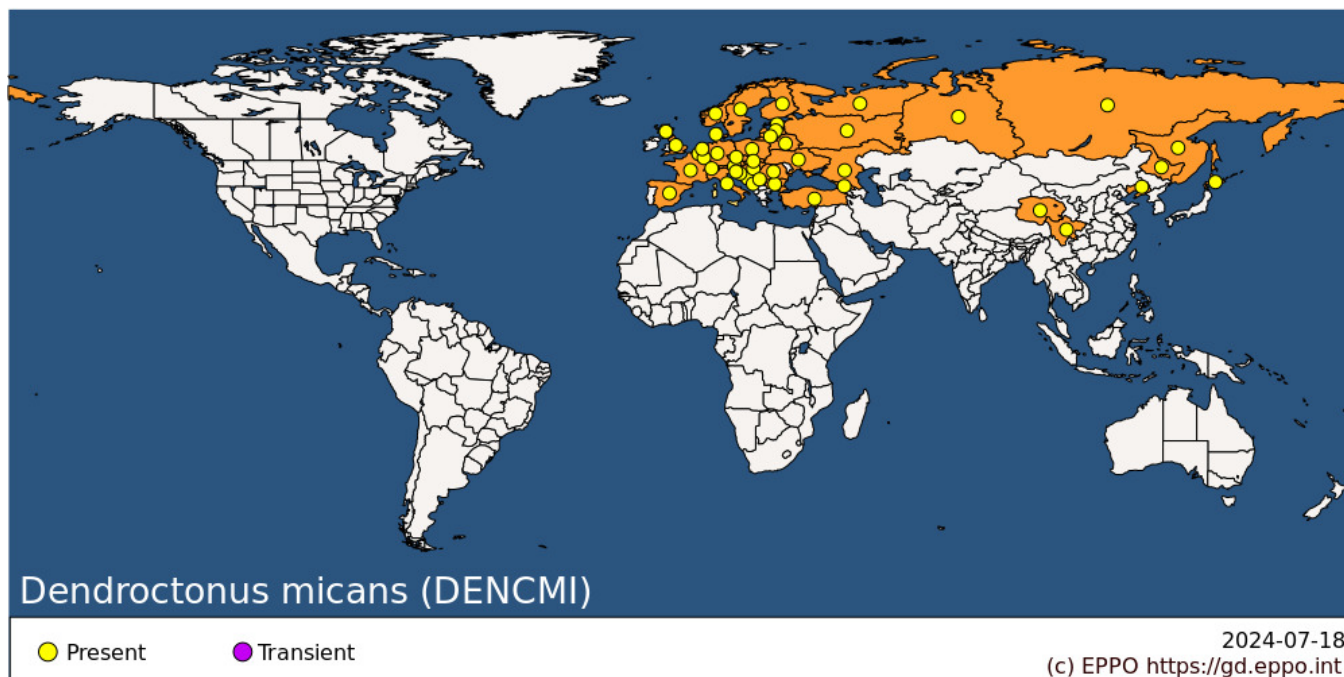 Dendroctonus micans (DENCMI)
Present
Transient
2024-07-18
(c) EPPO https://gd.eppo.int